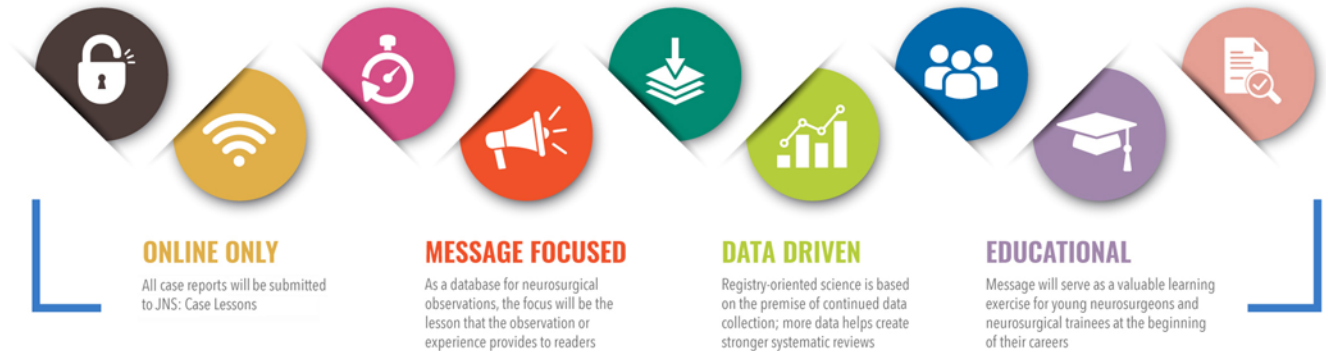 ONLINE ONLY
All case reports will be submitted
to JNS: Case Lessons
MESSAGE FOCUSED
As a database for neurosurgical
observations, the focus will be the
lesson that the observation or
experience provides to readers
DATA DRIVEN
Registry-oriented science is based
on the premise of continued data
collection; more data helps create
stronger systematic reviews
EDUCATIONAL
Message will serve as a valuable learning
exercise for young neurosurgeons and
neurosurgical trainees at the beginning
of their careers